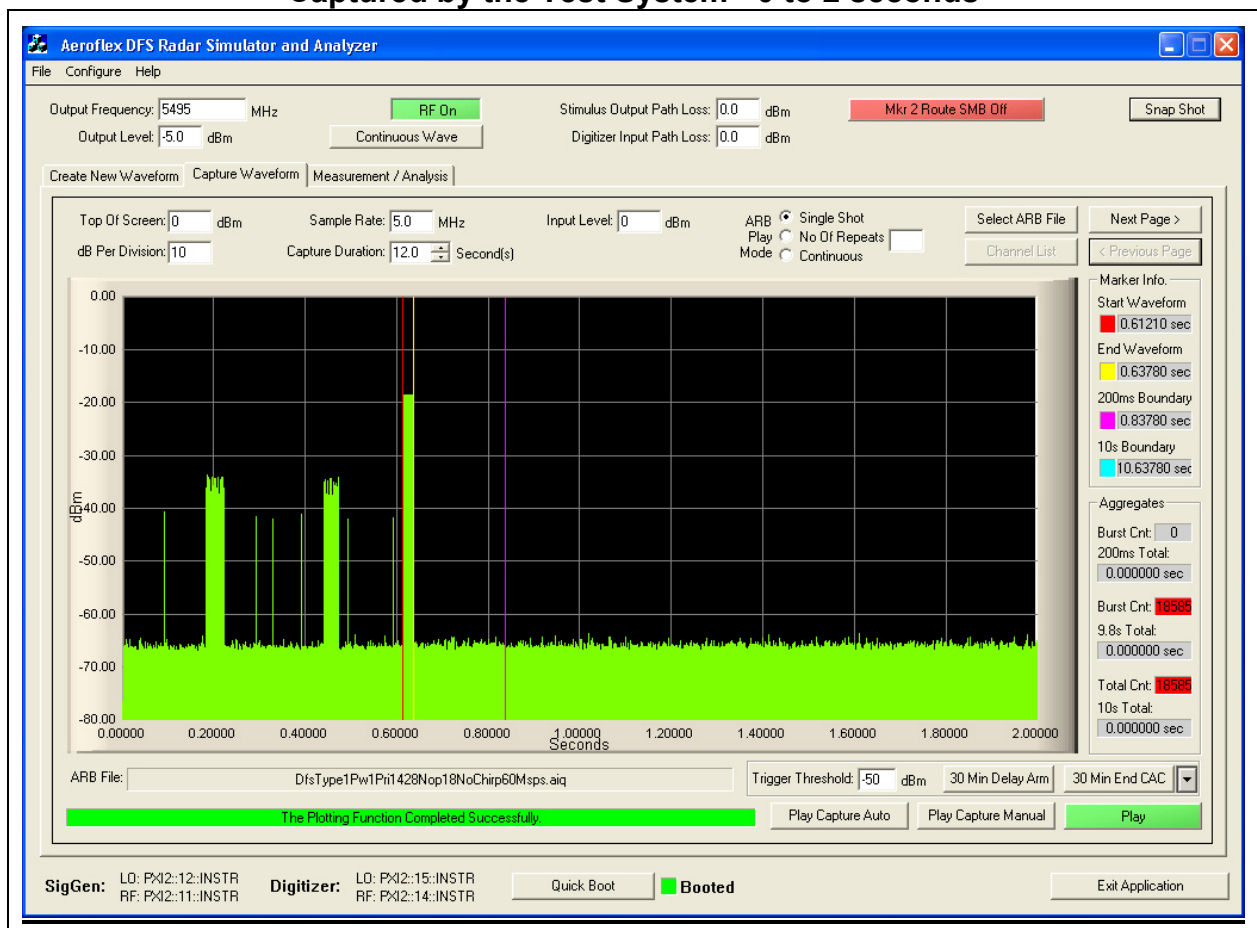 Captured by the Test System - 0 to 2 Seconds
Aeroflex DFS Radar Simulator and Analyzer
File Configure Help
Output Frequency: 5495 MHz RF On Stimulus Output Path Loss: 0.0 dBm Mkr 2 Route SMB Off Snap Shot
Output Level: -5.0 dBm Continuous Wave Digitizer Input Path Loss: 0.0 dBm
Create New Waveform Capture Waveform Measurement / Analysis
Top Of Screen: 0 dBm Sample Rate: 5.0 MHz Input Level: 0 dBm ARB Play Mode Single Shot Select ARB File Next Page >
No Of Repeats
dB Per Division: 10 Capture Duration: 12.0 Second(s) Continuous Channel List < Previous Page
0.00
-10.00
-20.00
-30.00
-40.00
-50.00
-60.00
-70.00
-80.00
dBm
0.00000 0.20000 0.40000 0.60000 0.80000 1.00000 1.20000 1.40000 1.60000 1.80000 2.00000
Seconds
Marker Info.
Start Waveform
0.61210 sec
End Waveform
0.63780 sec
200ms Boundary
0.83780 sec
10s Boundary
10.63780 sec
Aggregates
Burst Cnt: 0
200ms Total:
0.000000 sec
Burst Cnt: 18585
9.8s Total:
0.000000 sec
Total Cnt: 18585
10s Total:
0.000000 sec
ARB File: DfsType1Pw1Pri1428Nop18NoChirp60Msps.aiq Trigger Threshold: -50 dBm 30 Min Delay Arm 30 Min End CAC
The Plotting Function Completed Successfully. Play Capture Auto Play Capture Manual Play
SigGen: LO: PXI2::12::INSTR Digitizer: LO: PXI2::15::INSTR Quick Boot Booted Exit Application
RF: PXI2::11::INSTR RF: PXI2::14::INSTR